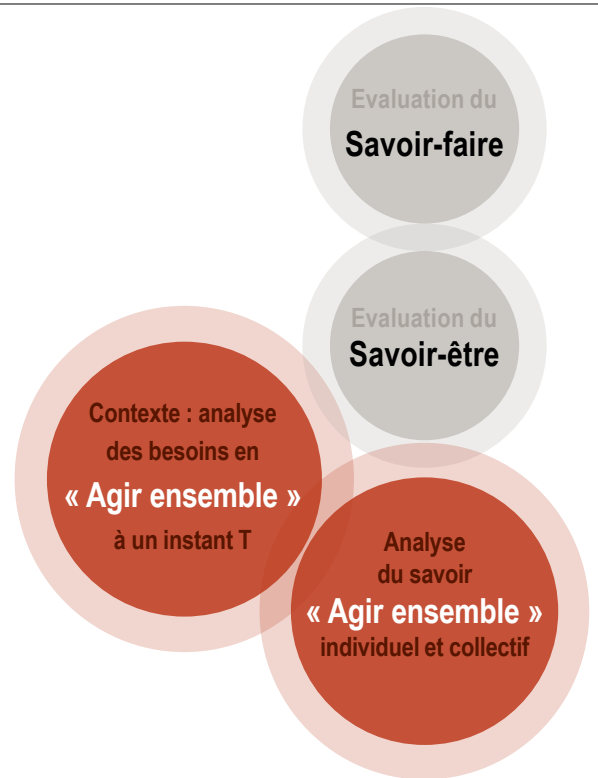 Evaluation du
Savoir-faire
Evaluation du
Savoir-être
Contexte : analyse
des besoins en
« Agir ensemble »
à un instant T
Analyse
du savoir
« Agir ensemble »
individuel et collectif